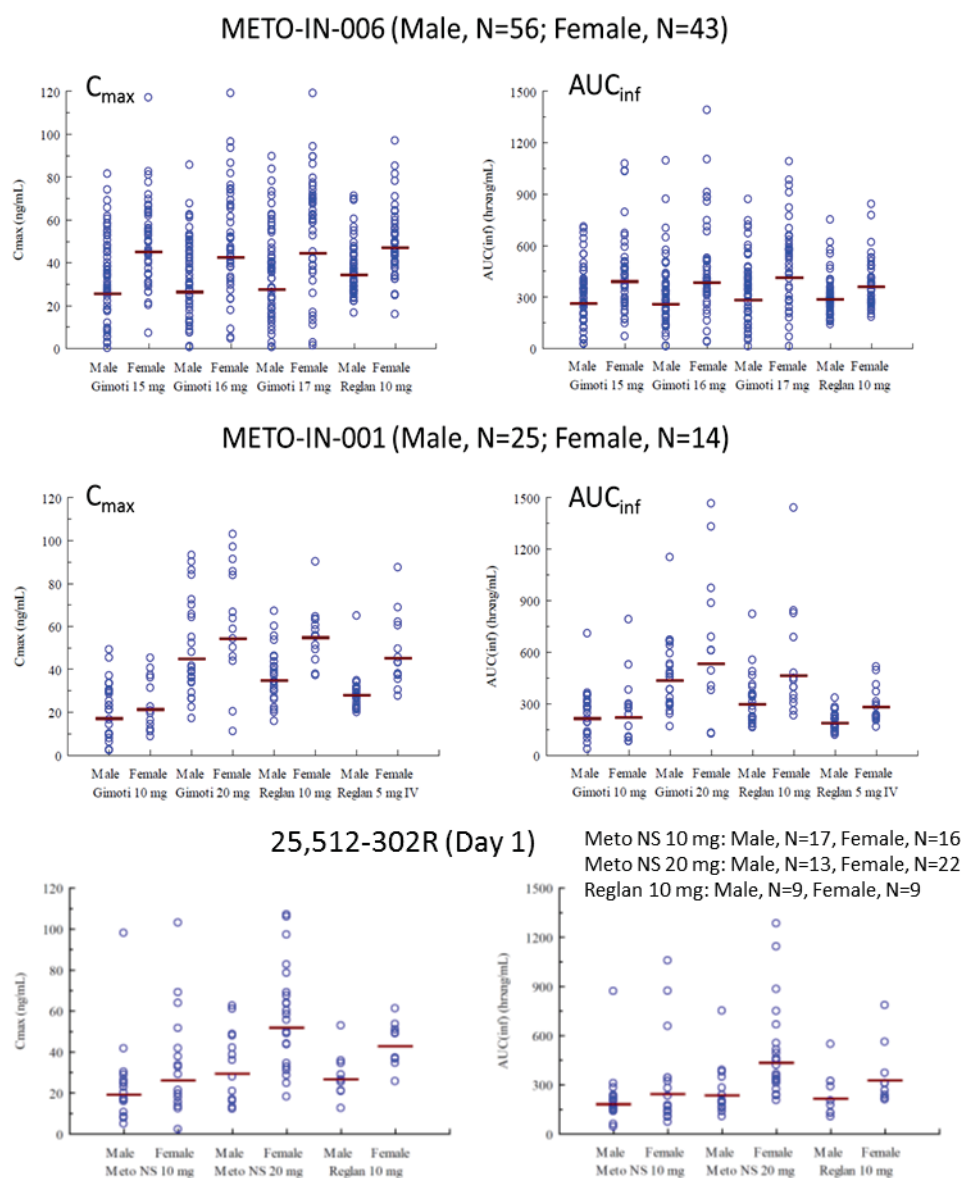 METO-IN-006 (Male, N=56; Female, N=43)
Cmax
AUCinf
Cmax (ng/mL)
120
100
80
60
40
20
0
Male Female Male Female Male Female Male Female
Gimoti 15 mg Gimoti 16 mg Gimoti 17 mg Reglan 10 mg
AUC(inf) (hrxng/mL)
1500
1200
900
600
300
0
Male Female Male Female Male Female Male Female
Gimoti 15 mg Gimoti 16 mg Gimoti 17 mg Reglan 10 mg
METO-IN-001 (Male, N=25; Female, N=14)
Cmax
AUCinf
Cmax (ng/mL)
120
100
80
60
40
20
0
Male Female Male Female Male Female Male Female
Gimoti 10 mg Gimoti 20 mg Reglan 10 mg Reglan 5 mg IV
AUC(inf) (hrxng/mL)
1500
1200
900
600
300
0
Male Female Male Female Male Female Male Female
Gimoti 10 mg Gimoti 20 mg Reglan 10 mg Reglan 5 mg IV
25,512-302R (Day 1)
Meto NS 10 mg: Male, N=17, Female, N=16
Meto NS 20 mg: Male, N=13, Female, N=22
Reglan 10 mg: Male, N=9, Female, N=9
Cmax (ng/mL)
120
100
80
60
40
20
0
Male Female Male Female Male Female
Meto NS 10 mg Meto NS 20 mg Reglan 10 mg
AUC(inf) (hrxng/mL)
1500
1200
900
600
300
0
Male Female Male Female Male Female
Meto NS 10 mg Meto NS 20 mg Reglan 10 mg